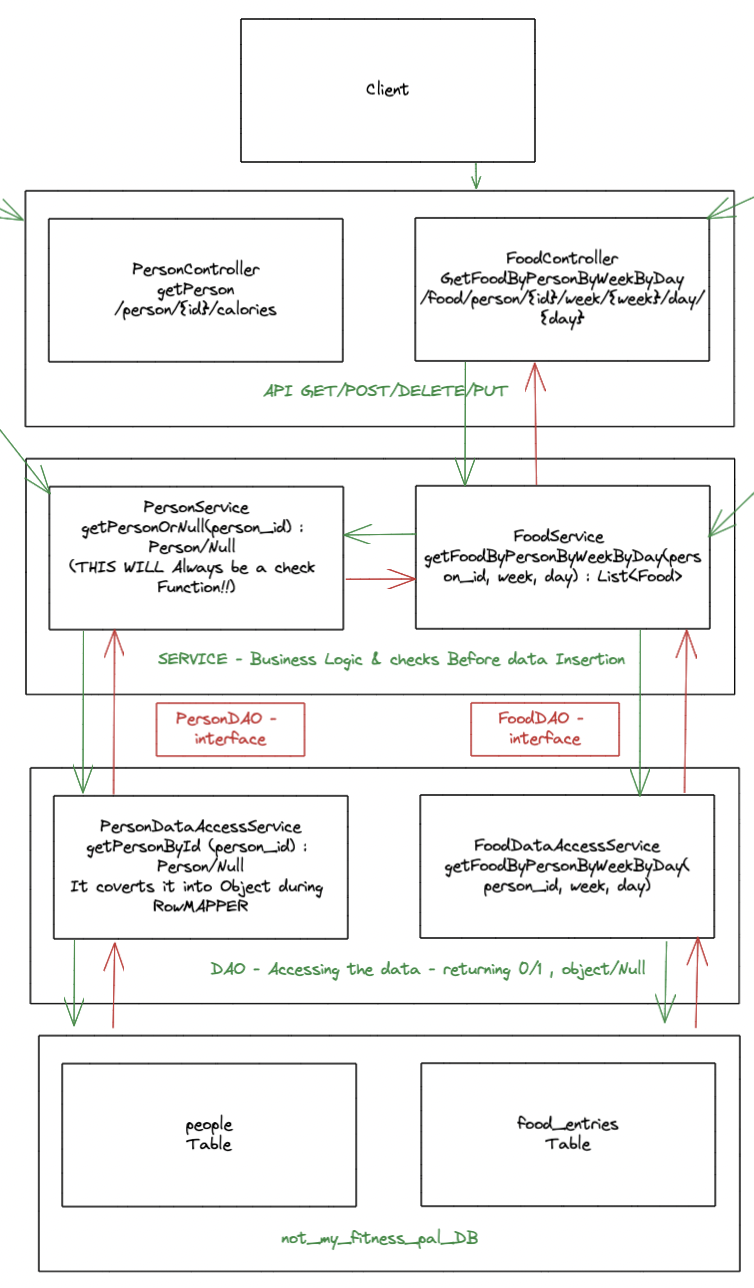 Client
PersonController
getPerson
/person/{id}/calories
FoodController
GetFoodByPersonByWeekByDay
/food/person/{id}/week/{week}/day/
{day}
API GET/POST/DELETE/PUT
PersonService
getPersonOrNull(person_id) :
Person/Null
(THIS WILL Always be a check
Function!!)
FoodService
getFoodByPersonByWeekByDay(pers
on_id, week, day) : List<Food>
SERVICE - Business Logic & checks Before data Insertion
PersonDAO -
interface
FoodDAO -
interface
PersonDataAccessService
getPersonById (person_id) :
Person/Null
It coverts it into Object during
RowMAPPER
FoodDataAccessService
getFoodByPersonByWeekByDay(
person_id, week, day)
DAO - Accessing the data - returning 0/1 , object/Null
people
Table
food_entries
Table
not_my_fitness_pal_DB